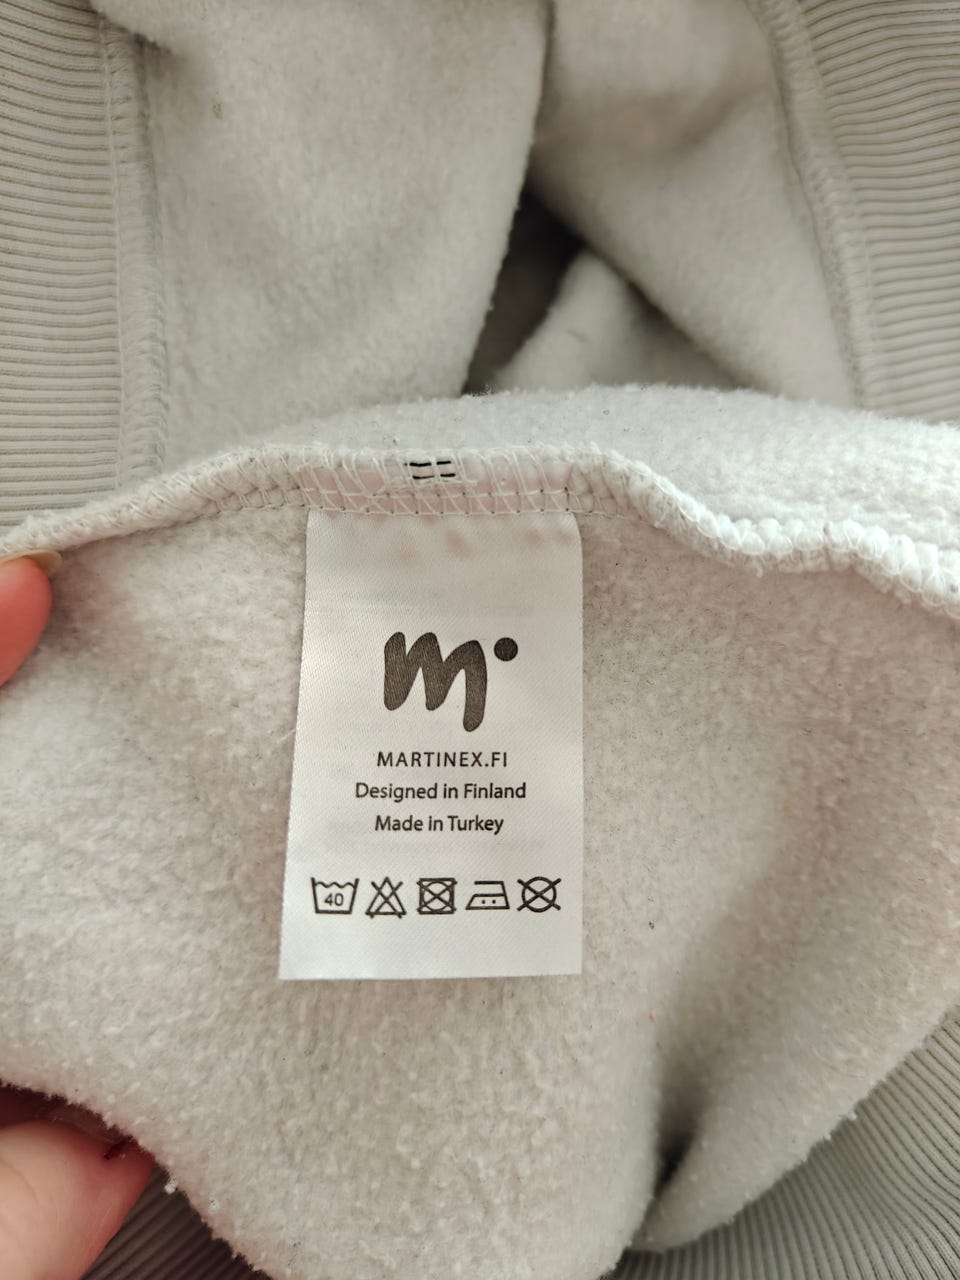 m
MARTINEX.FI
Designed in Finland
Made in Turkey
40